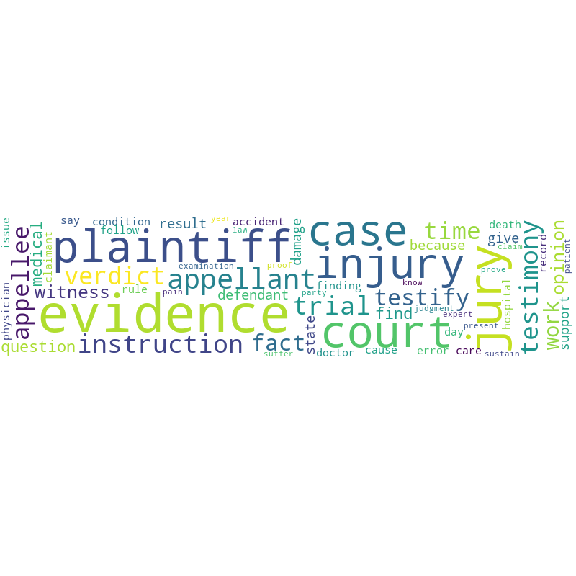 issue
physician
appellee
medical
claimant
say
condition
result
year
accident
follow
law
plaintiff
damage
case
time
death
because
give
injury
verdict
examination
proof
appellant
witness
rule
pain
defendant
finding
party
know
evidence
trial
testify
find
judgment
expert
state
court
day
present
question
instruction
fact
suffer
doctor
cause
error
care
sustain
jury
prove
claim
hospital
testimony
record
work
opinion
support
patient